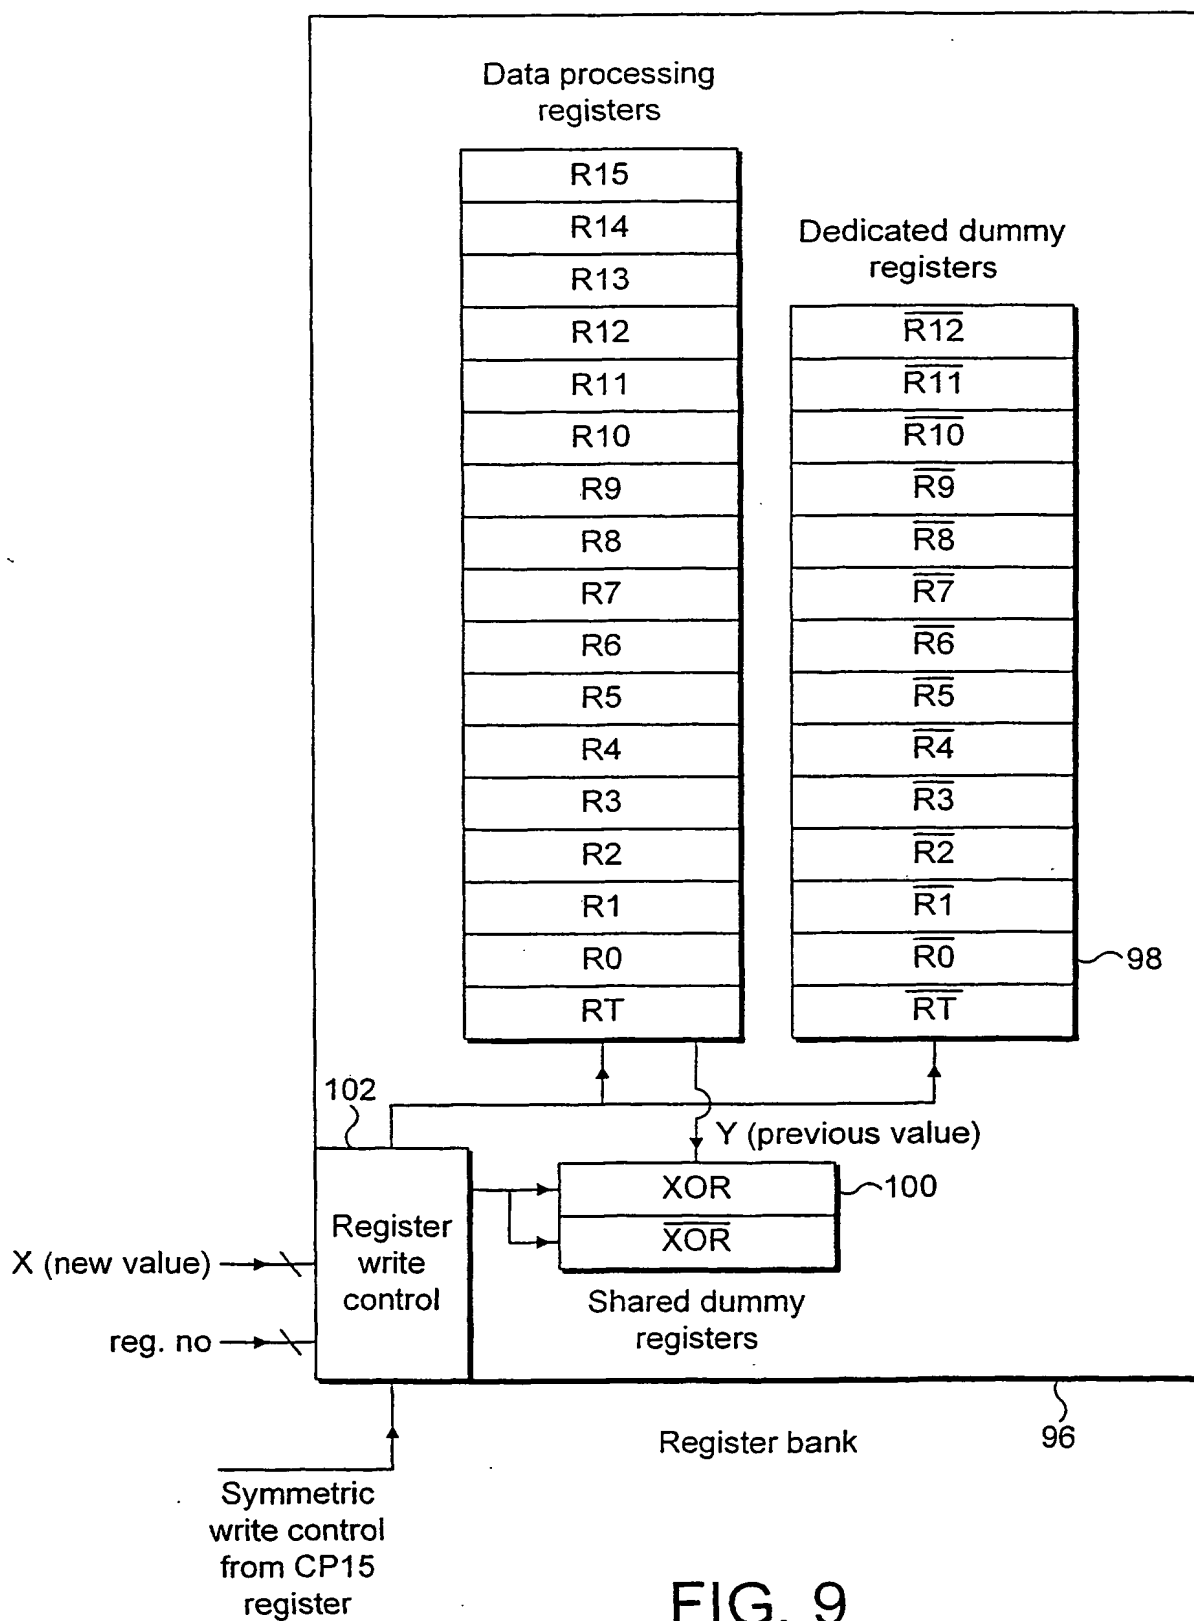 Data processing
registers
R15
R14
R13
R12
R11
R10
R9
R8
R7
R6
R5
R4
R3
R2
R1
R0
RT
Dedicated dummy
registers
R̅1̅2̅
R̅1̅1̅
R̅1̅0̅
R̅9̅
R̅8̅
R̅7̅
R̅6̅
R̅5̅
R̅4̅
R̅3̅
R̅2̅
R̅1̅
R̅0̅
R̅T̅
98
102
Y (previous value)
XOR
X̅O̅R̅
100
Shared dummy
registers
Register
write
control
X (new value)
reg. no
Register bank
96
Symmetric
write control
from CP15
register
FIG. 9